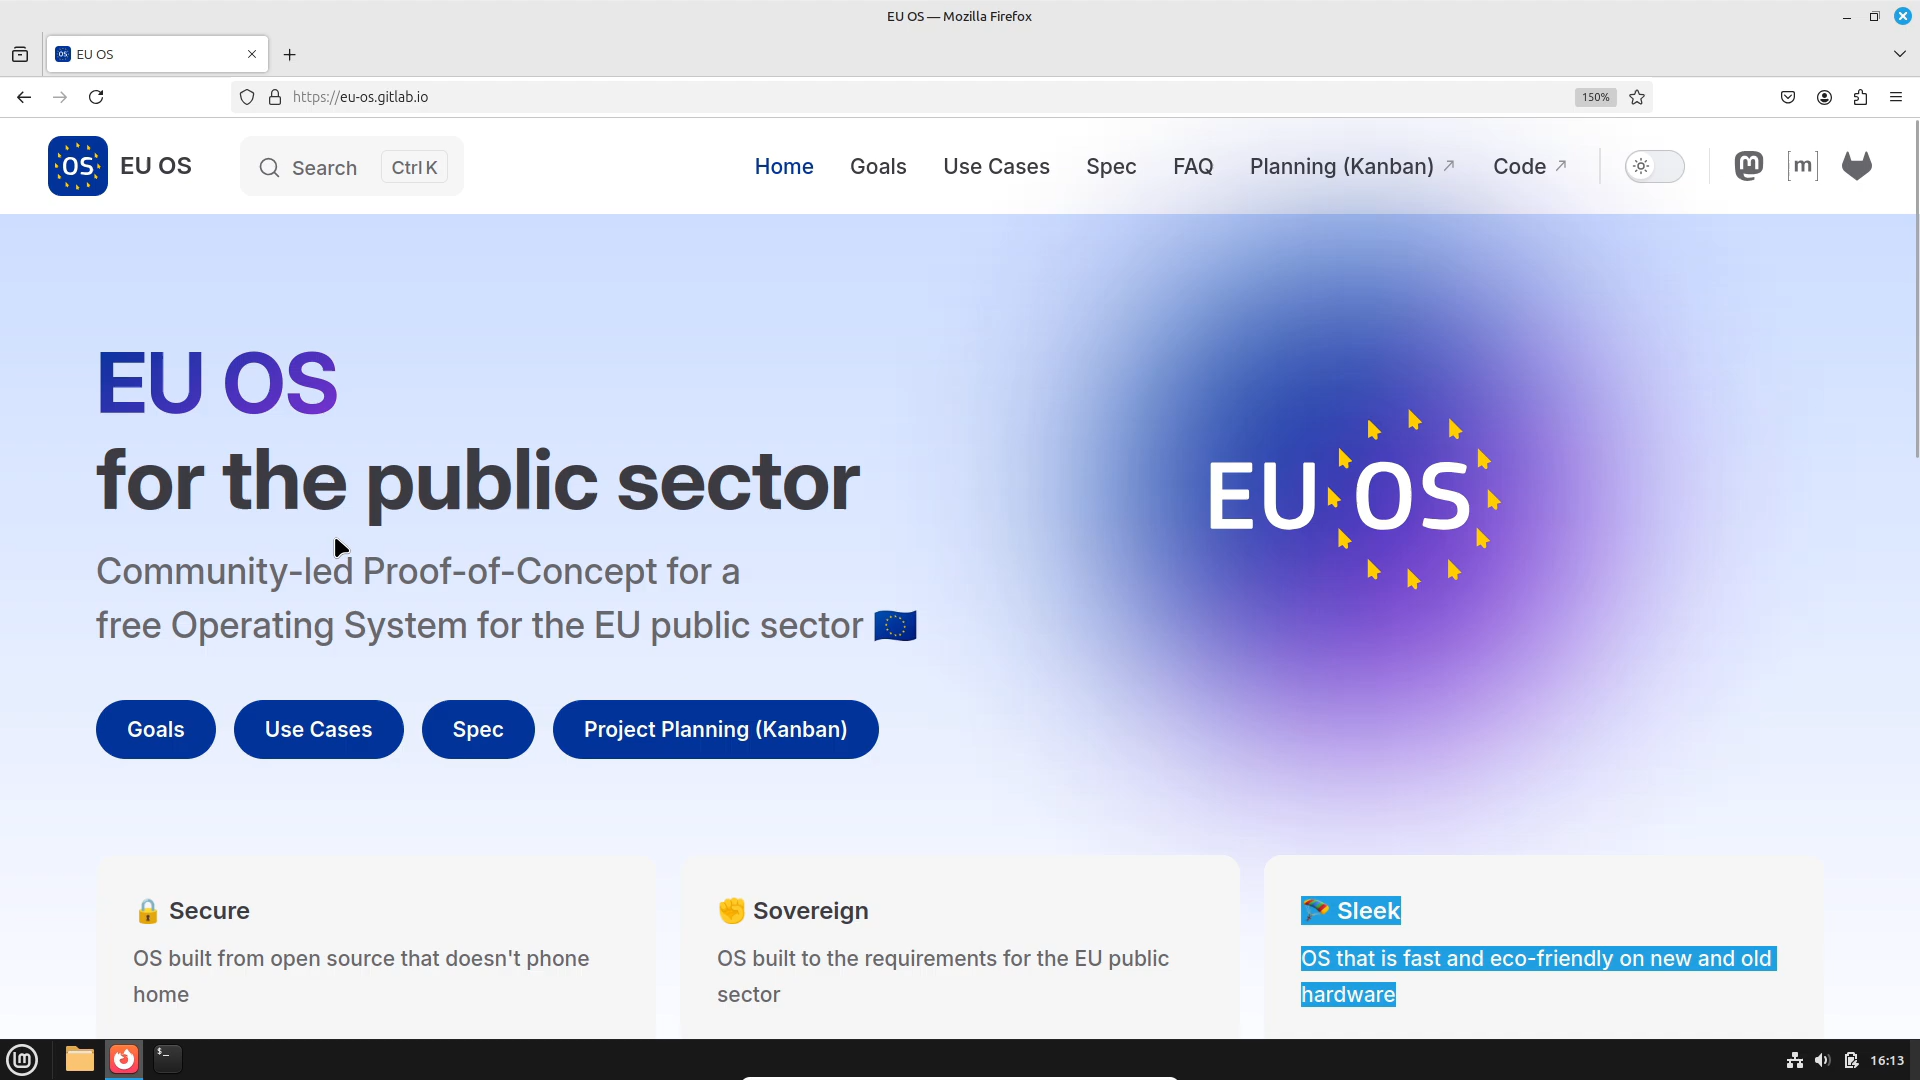 EU OS — Mozilla Firefox
EU OS
https://eu-os.gitlab.io
150%
OS
EU OS
Search
Ctrl K
Home
Goals
Use Cases
Spec
FAQ
Planning (Kanban)
Code
[m]
EU OS
for the public sector
Community-led Proof-of-Concept for a
free Operating System for the EU public sector
Goals
Use Cases
Spec
Project Planning (Kanban)
EU OS
Secure
OS built from open source that doesn't phone
home
Sovereign
OS built to the requirements for the EU public
sector
Sleek
OS that is fast and eco-friendly on new and old
hardware
16:13